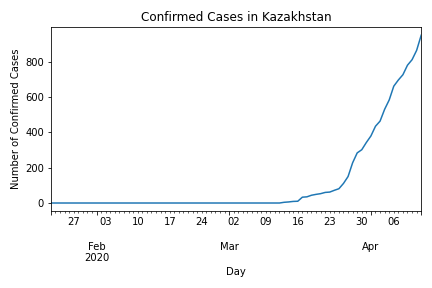 Confirmed Cases in Kazakhstan
Number of Confirmed Cases
800
600
400
200
0
27 03 10 17 24 02 09 16 23 30 06
Feb Mar Apr
2020
Day